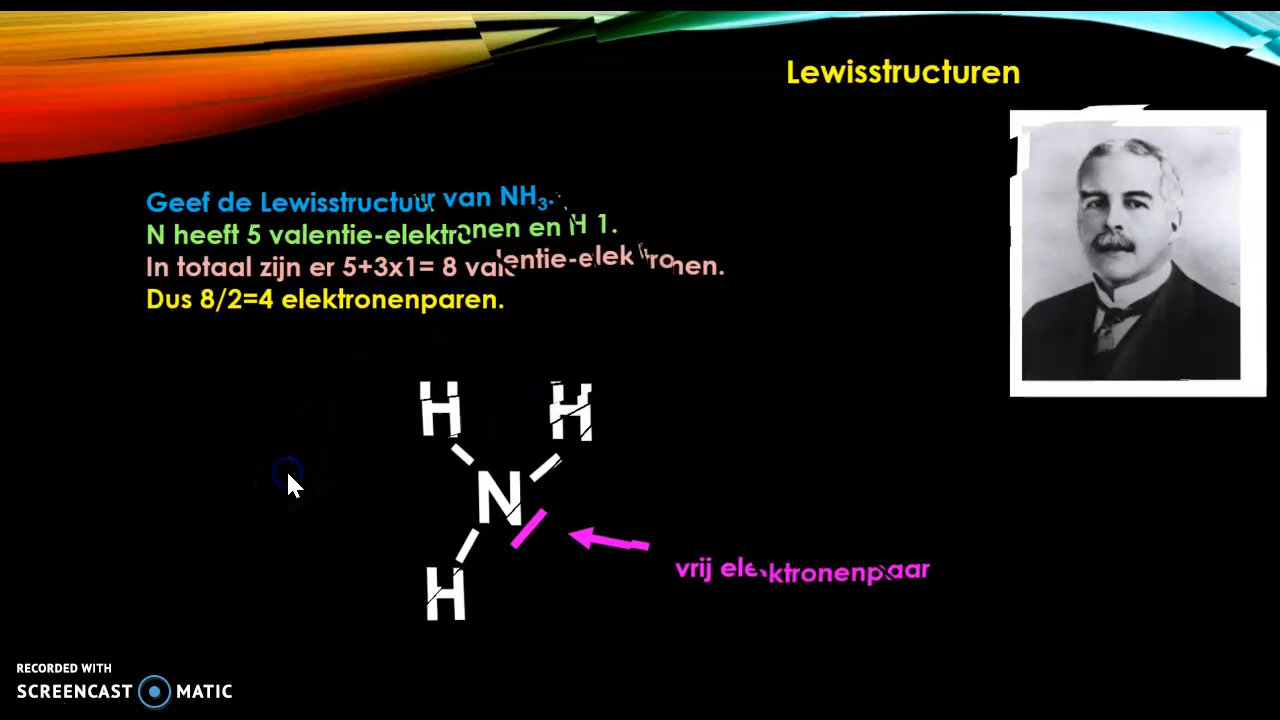 Lewisstructuren
Geef de Lewisstructuur van NH₃.
N heeft 5 valentie-elektronen en H 1.
In totaal zijn er 5+3x1= 8 valentie-elektronen.
Dus 8/2=4 elektronenparen.
H H
N
H
vrij elektronenpaar
RECORDED WITH
SCREENCAST MATIC